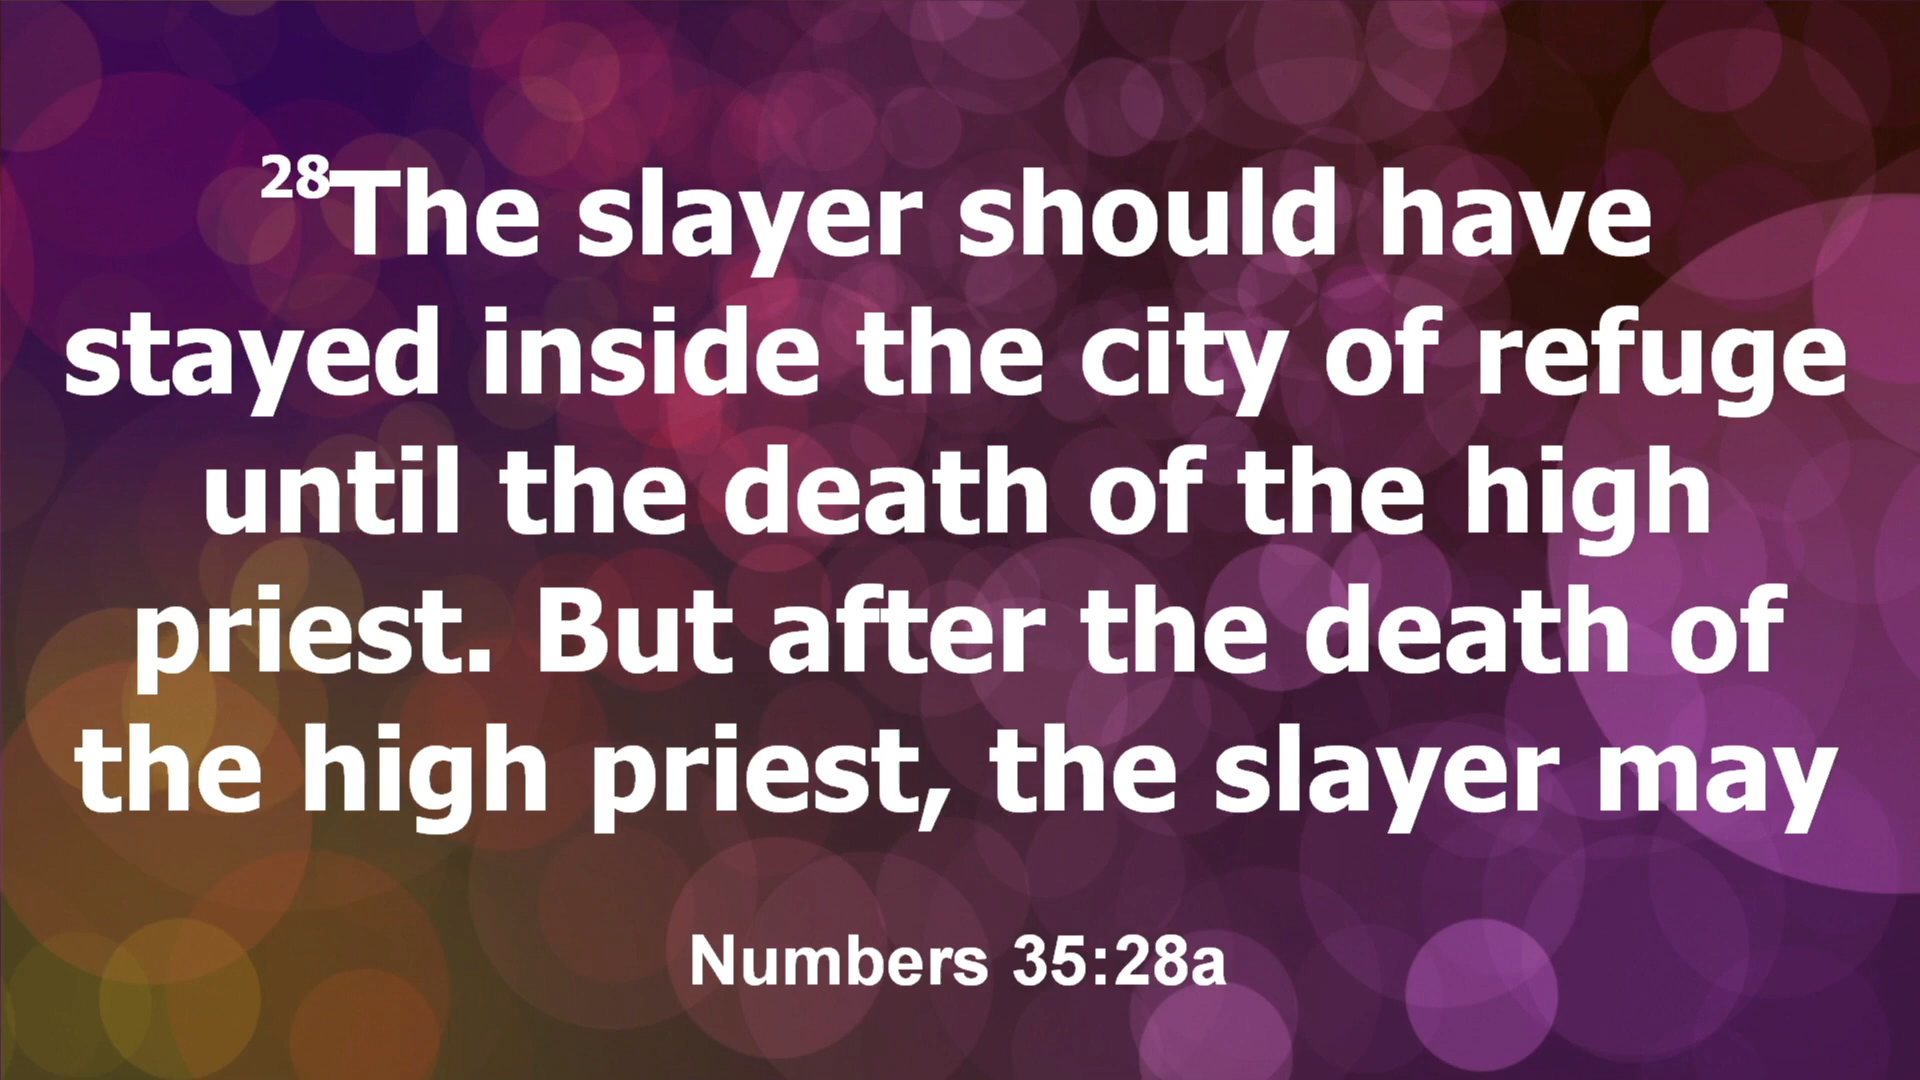 28The slayer should have
stayed inside the city of refuge
until the death of the high
priest. But after the death of
the high priest, the slayer may
Numbers 35:28a